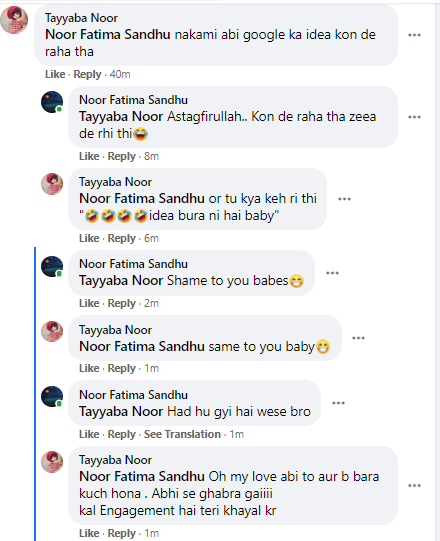 Tayyaba Noor
Noor Fatima Sandhu nakami abi google ka idea kon de
raha tha
Like · Reply · 40m
Noor Fatima Sandhu
Tayyaba Noor Astagfirullah.. Kon de raha tha zeea
de rhi thi😂
Like · Reply · 8m
Tayyaba Noor
Noor Fatima Sandhu or tu kya keh ri thi
"🤣🤣🤣🤣idea bura ni hai baby"
Like · Reply · 6m
Noor Fatima Sandhu
Tayyaba Noor Shame to you babes😁
Like · Reply · 2m
Tayyaba Noor
Noor Fatima Sandhu same to you baby😁
Like · Reply · 1m
Noor Fatima Sandhu
Tayyaba Noor Had hu gyi hai wese bro
Like · Reply · See Translation · 1m
Tayyaba Noor
Noor Fatima Sandhu Oh my love abi to aur b bara
kuch hona . Abhi se ghabra gaiiii
kal Engagement hai teri khayal kr
Like · Reply · 1m